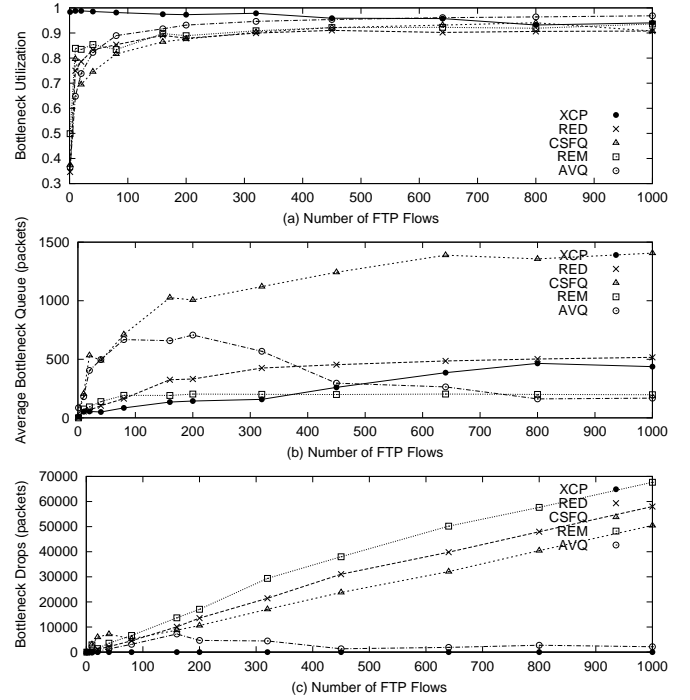 1
0.9
0.8
0.7
0.6
0.5
0.4
0.3
Bottleneck Utilization
XCP
RED
CSFQ
REM
AVQ
0 100 200 300 400 500 600 700 800 900 1000
(a) Number of FTP Flows
1500
1000
500
0
Average Bottleneck Queue (packets)
XCP
RED
CSFQ
REM
AVQ
0 100 200 300 400 500 600 700 800 900 1000
(b) Number of FTP Flows
70000
60000
50000
40000
30000
20000
10000
0
Bottleneck Drops (packets)
XCP
RED
CSFQ
REM
AVQ
0 100 200 300 400 500 600 700 800 900 1000
(c) Number of FTP Flows